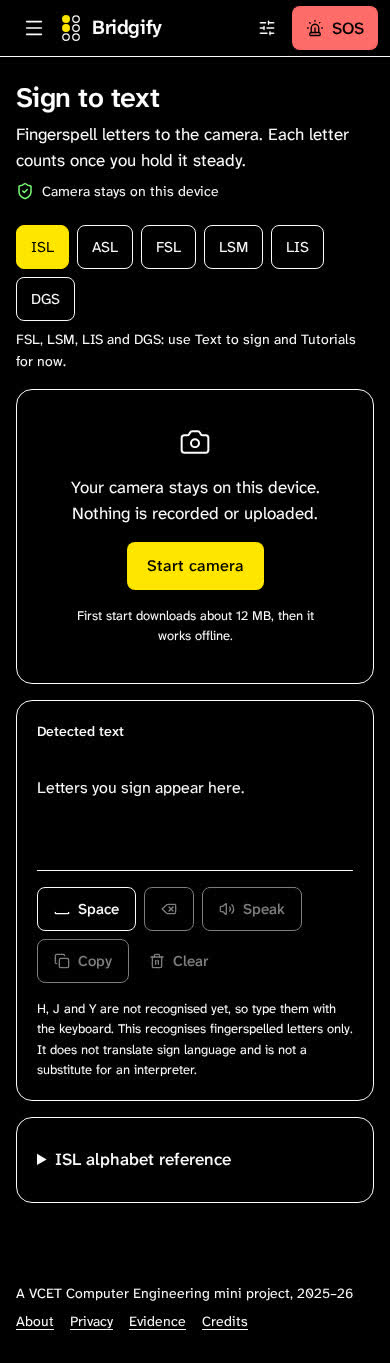 Bridgify
SOS
Sign to text
Fingerspell letters to the camera. Each letter
counts once you hold it steady.
Camera stays on this device
ISL ASL FSL LSM LIS
DGS
FSL, LSM, LIS and DGS: use Text to sign and Tutorials
for now.
Your camera stays on this device.
Nothing is recorded or uploaded.
Start camera
First start downloads about 12 MB, then it
works offline.
Detected text
Letters you sign appear here.
Space Speak
Copy Clear
H, J and Y are not recognised yet, so type them with
the keyboard. This recognises fingerspelled letters only.
It does not translate sign language and is not a
substitute for an interpreter.
ISL alphabet reference
A VCET Computer Engineering mini project, 2025–26
About Privacy Evidence Credits